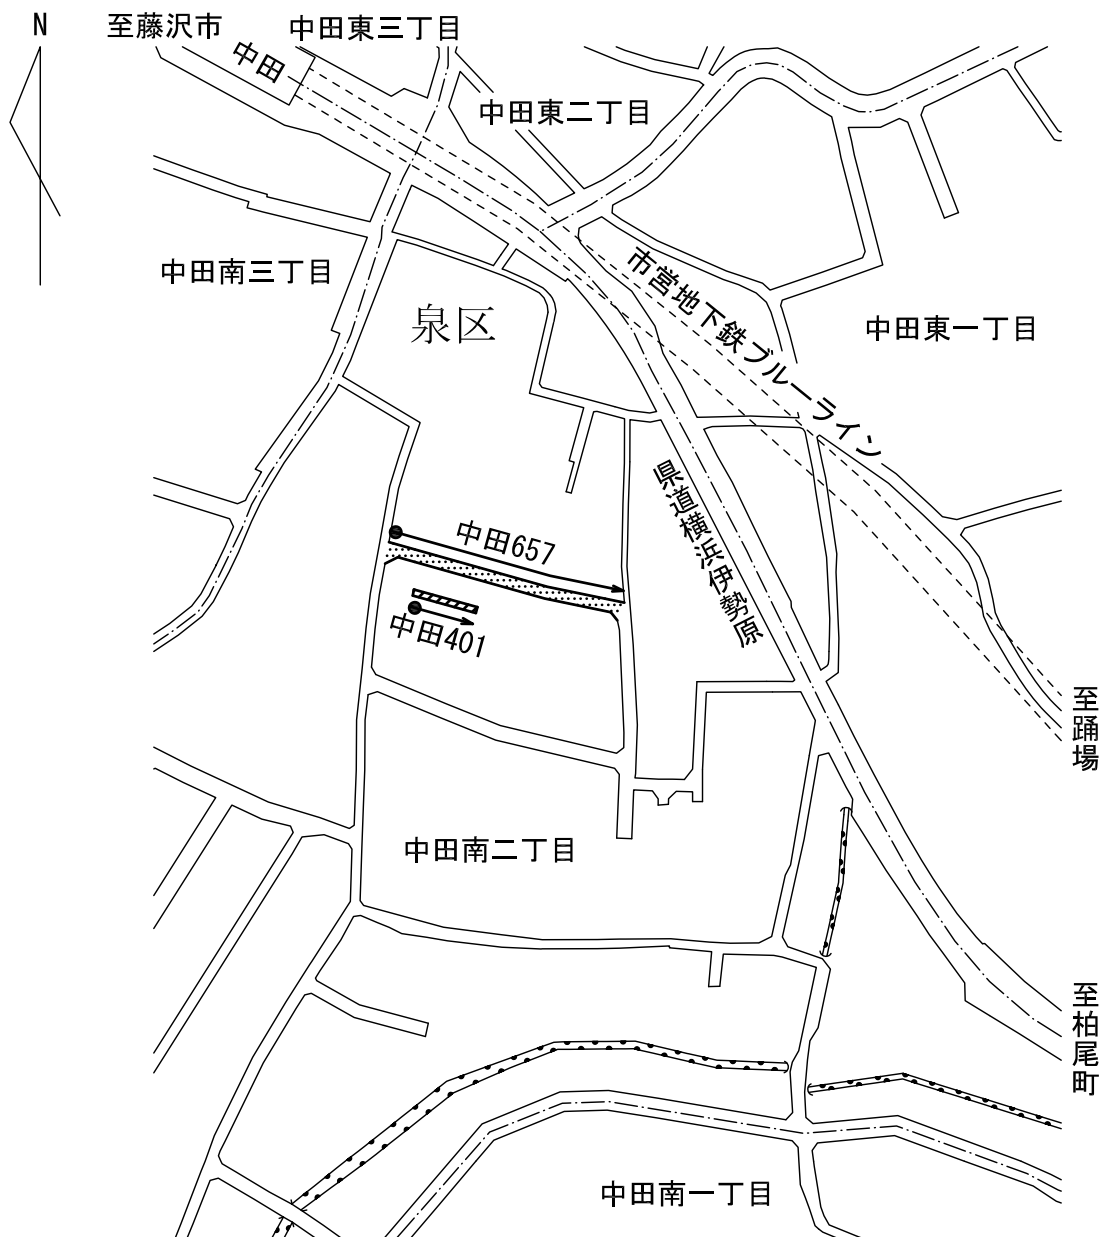 N
至藤沢市
中田東三丁目
中田
中田東二丁目
中田南三丁目
市営地下鉄ブルーライン
泉区
中田東一丁目
県道横浜伊勢原
中田657
中田401
至踊場
中田南二丁目
至柏尾町
中田南一丁目